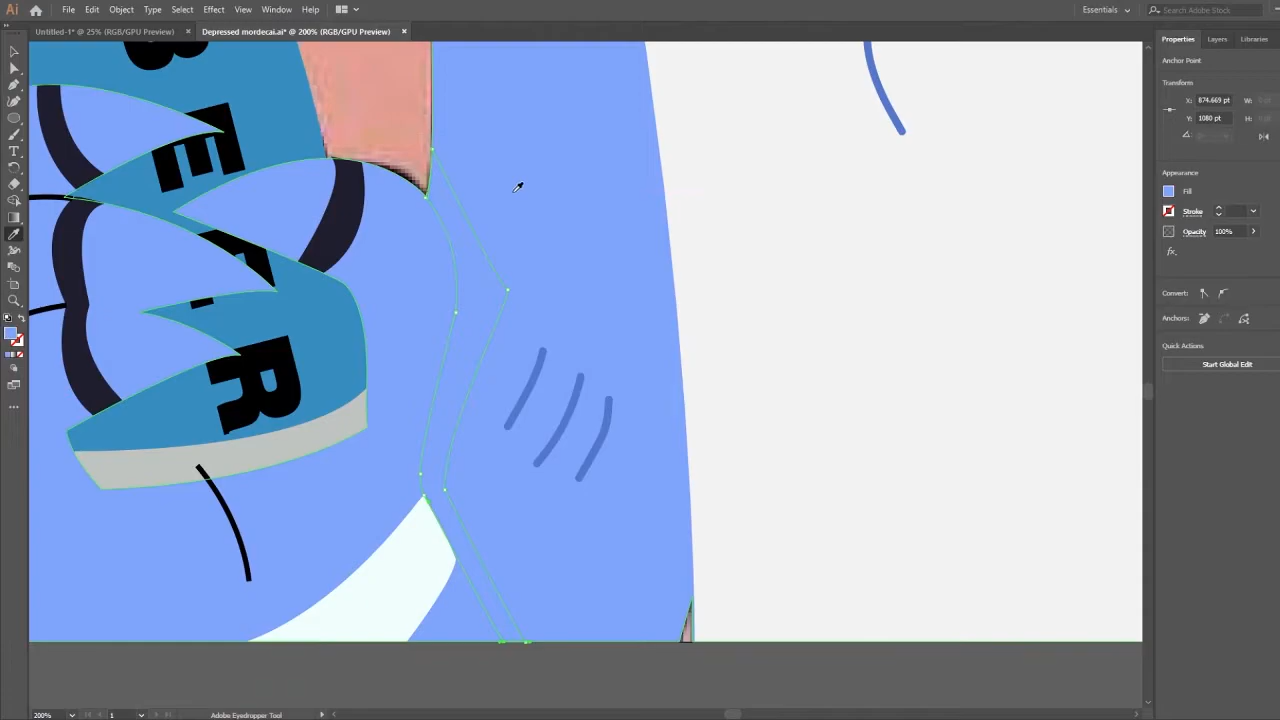 Ai File Edit Object Type Select Effect View Window Help Essentials Search Adobe Stock
Untitled-1* @ 25% (RGB/GPU Preview) × Depressed mordecai.ai* @ 200% (RGB/GPU Preview) ×
Properties Layers Libraries
Anchor Point
Transform
X: 874.669 pt W:
Y: 1080 pt H:
Appearance
Fill
Stroke
Opacity 100%
fx.
Convert:
Anchors:
Quick Actions
Start Global Edit
B
E
R
T
200% 1 Adobe Eyedropper Tool